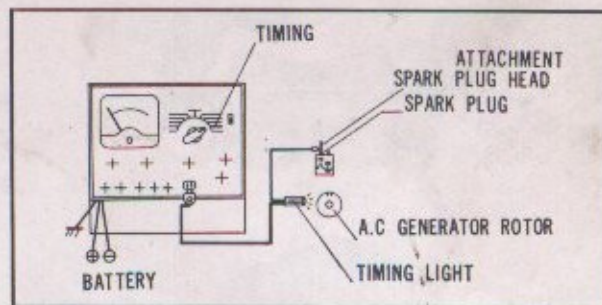 TIMING
ATTACHMENT
SPARK PLUG HEAD
SPARK PLUG
A.C GENERATOR ROTOR
TIMING LIGHT
BATTERY